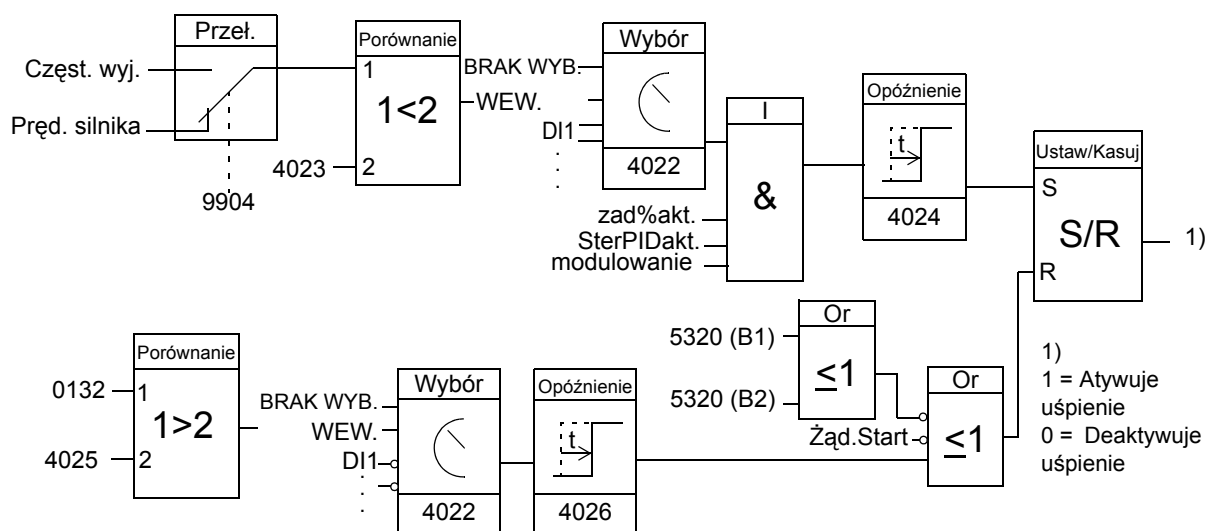 Przeł.
Częst. wyj.
Pręd. silnika
9904
Porównanie
1
1<2
4023
2
Wybór
BRAK WYB.
WEW.
DI1
.
.
.
4022
I
&
zad%akt.
SterPIDakt.
modulowanie
Opóźnienie
t
4024
Ustaw/Kasuj
S
S/R
R
1)
Porównanie
0132
1
1>2
4025
2
Wybór
BRAK WYB.
WEW.
DI1
.
.
.
4022
Opóźnienie
t
4026
Or
5320 (B1)
<1
5320 (B2)
Or
Żąd.Start
<1
1)
1 = Atywuje
uśpienie
0 = Deaktywuje
uśpienie